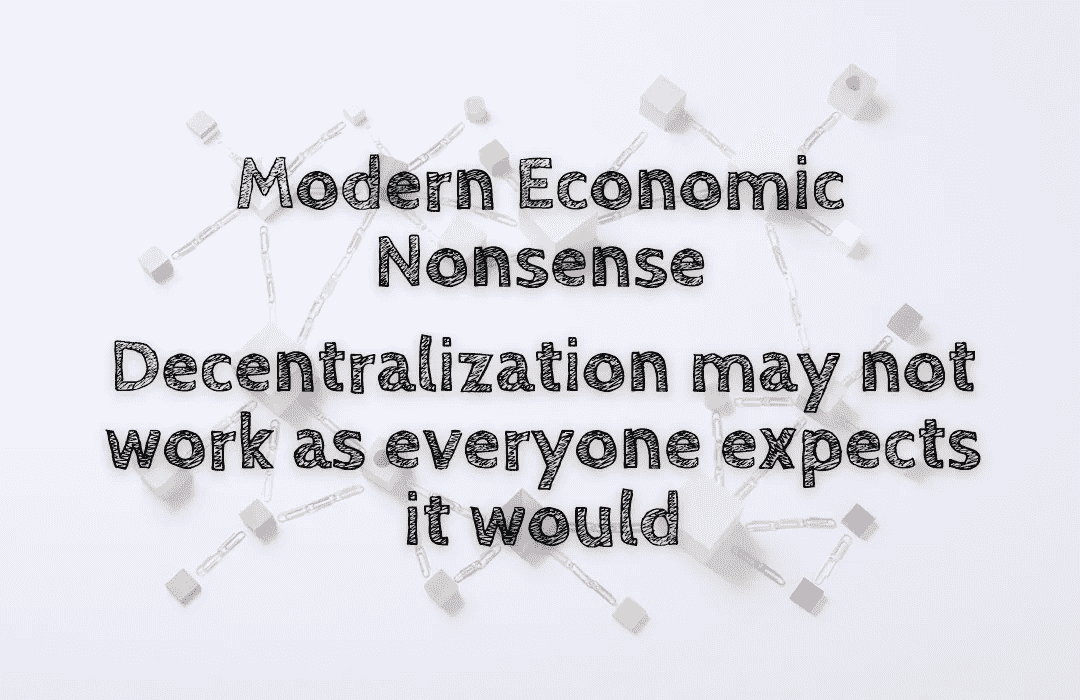 Modern Economic
Nonsense
Decentralization may not
work as everyone expects
it would